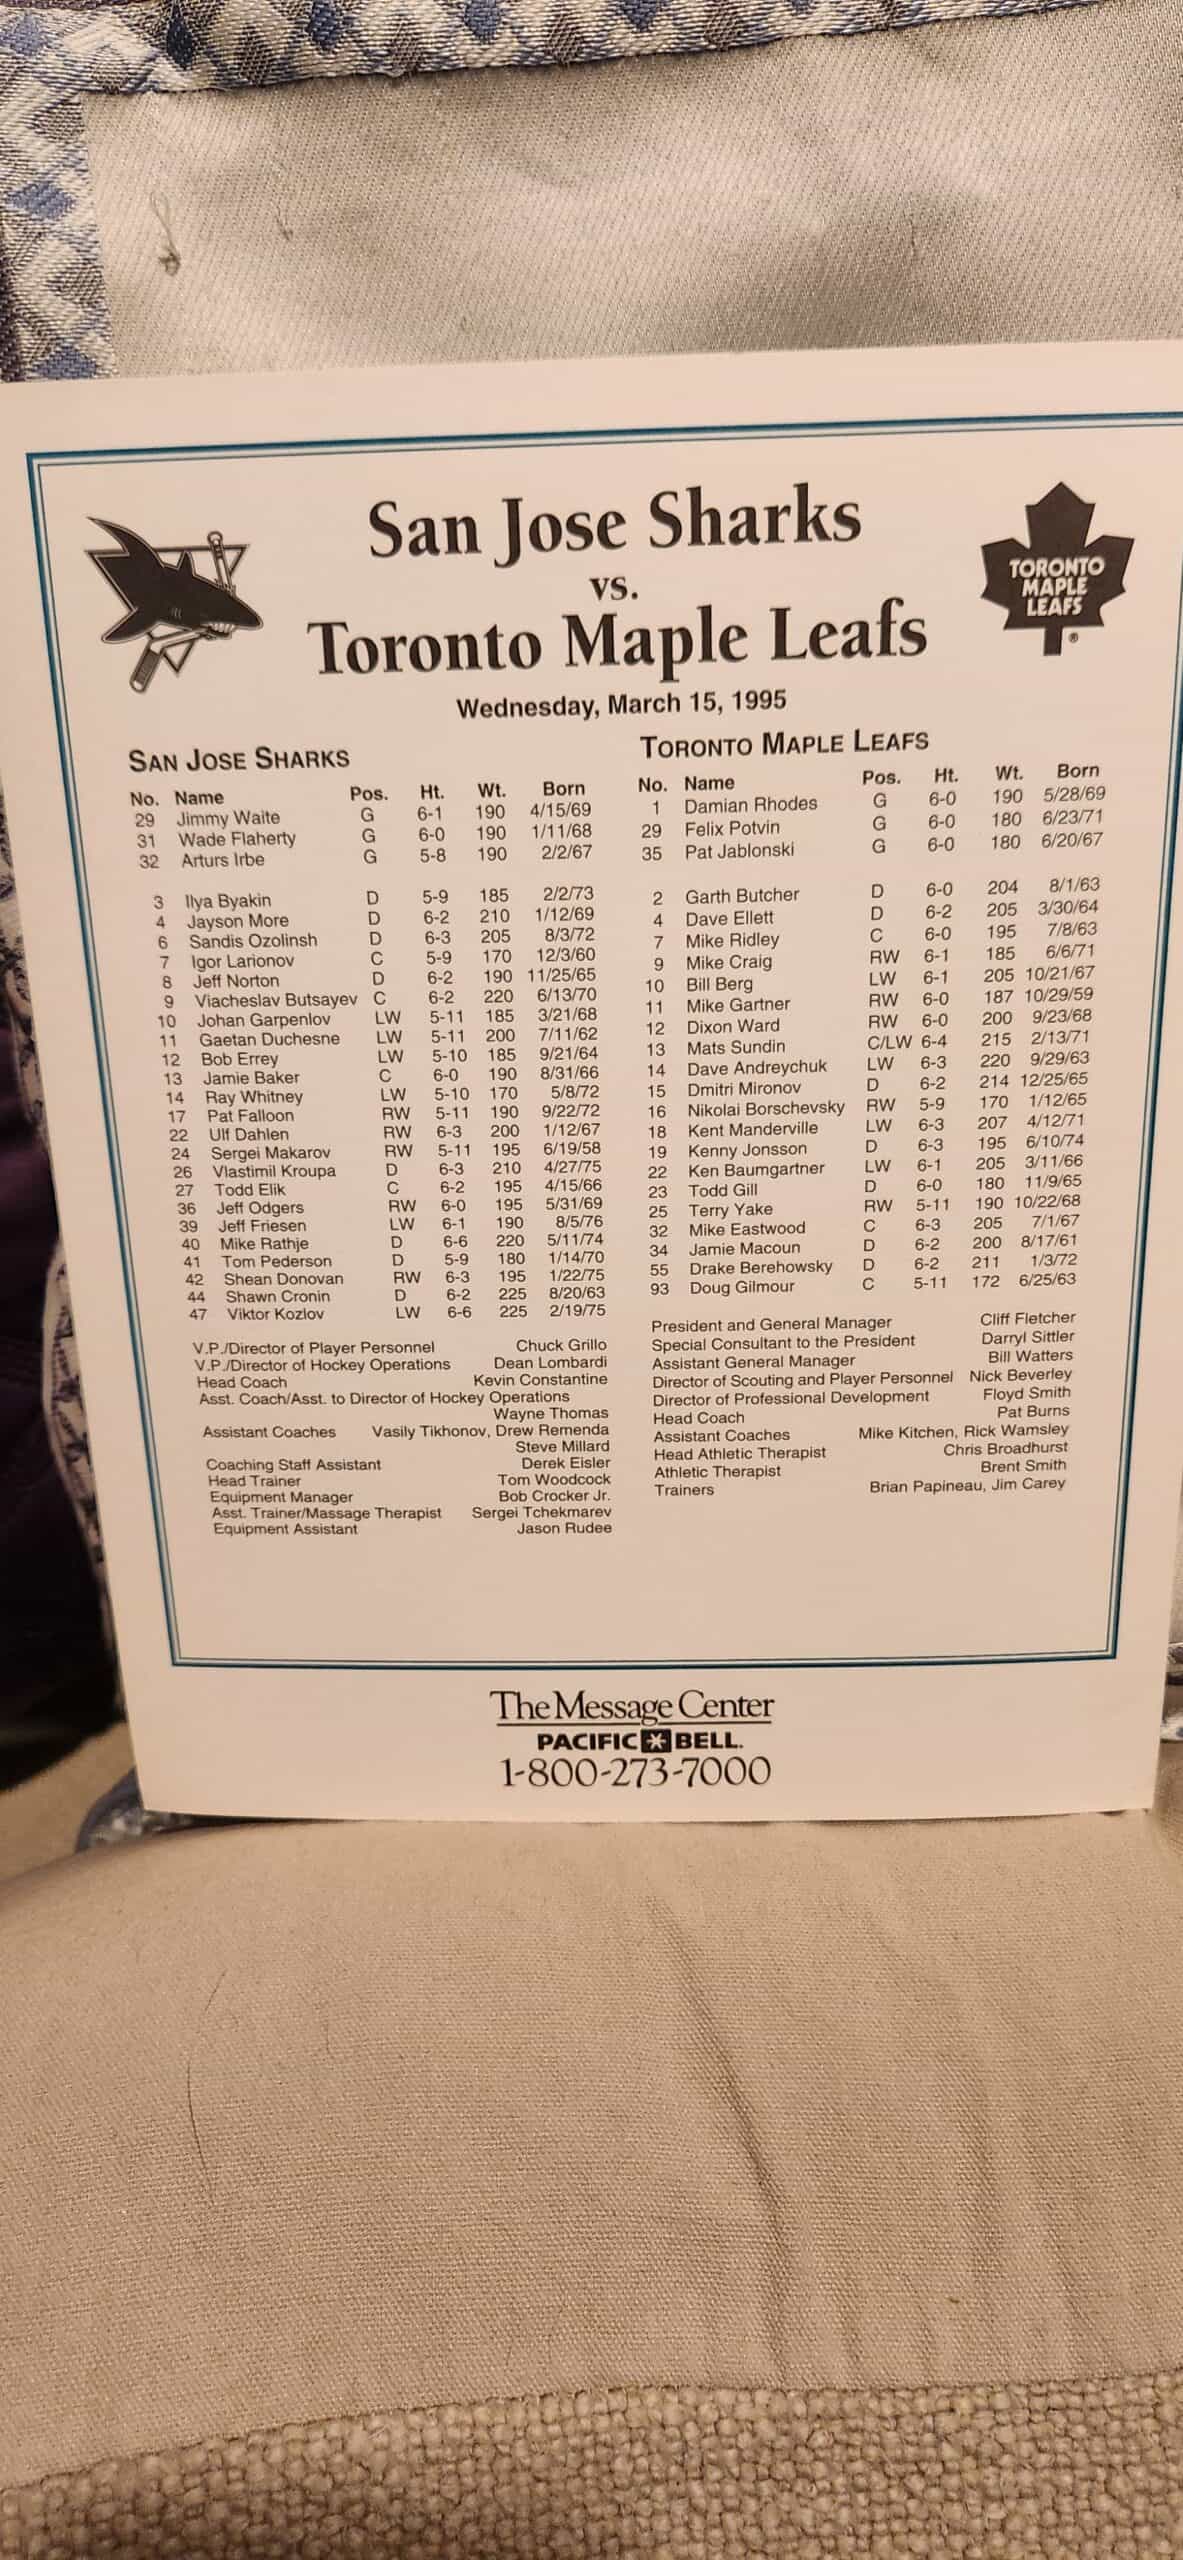 San Jose Sharks
vs.
Toronto Maple Leafs
TORONTO
MAPLE
LEAFS
®
Wednesday, March 15, 1995
SAN JOSE SHARKS
No. Name Pos. Ht. Wt. Born
29 Jimmy Waite G 6-1 190 4/15/69
31 Wade Flaherty G 6-0 190 1/11/68
32 Arturs Irbe G 5-8 190 2/2/67
3 Ilya Byakin D 5-9 185 2/2/73
4 Jayson More D 6-2 210 1/12/69
6 Sandis Ozolinsh D 6-3 205 8/3/72
7 Igor Larionov C 5-9 170 12/3/60
8 Jeff Norton D 6-2 190 11/25/65
9 Viacheslav Butsayev C 6-2 220 6/13/70
10 Johan Garpenlov LW 5-11 185 3/21/68
11 Gaetan Duchesne LW 5-11 200 7/11/62
12 Bob Errey LW 5-10 185 9/21/64
13 Jamie Baker C 6-0 190 8/31/66
14 Ray Whitney LW 5-10 170 5/8/72
17 Pat Falloon RW 5-11 190 9/22/72
22 Ulf Dahlen RW 6-3 200 1/12/67
24 Sergei Makarov RW 5-11 195 6/19/58
26 Vlastimil Kroupa D 6-3 210 4/27/75
27 Todd Elik C 6-2 195 4/15/66
36 Jeff Odgers RW 6-0 195 5/31/69
39 Jeff Friesen LW 6-1 190 8/5/76
40 Mike Rathje D 6-6 220 5/11/74
41 Tom Pederson D 5-9 180 1/14/70
42 Shean Donovan RW 6-3 195 1/22/75
44 Shawn Cronin D 6-2 225 8/20/63
47 Viktor Kozlov LW 6-6 225 2/19/75
V.P./Director of Player Personnel Chuck Grillo
V.P./Director of Hockey Operations Dean Lombardi
Head Coach Kevin Constantine
Asst. Coach/Asst. to Director of Hockey Operations
Wayne Thomas
Assistant Coaches Vasily Tikhonov, Drew Remenda
Steve Millard
Coaching Staff Assistant Derek Eisler
Head Trainer Tom Woodcock
Equipment Manager Bob Crocker Jr.
Asst. Trainer/Massage Therapist Sergei Tchekmarev
Equipment Assistant Jason Rudee
TORONTO MAPLE LEAFS
No. Name Pos. Ht. Wt. Born
1 Damian Rhodes G 6-0 190 5/28/69
29 Felix Potvin G 6-0 180 6/23/71
35 Pat Jablonski G 6-0 180 6/20/67
2 Garth Butcher D 6-0 204 8/1/63
4 Dave Ellett D 6-2 205 3/30/64
7 Mike Ridley C 6-0 195 7/8/63
9 Mike Craig RW 6-1 185 6/6/71
10 Bill Berg LW 6-1 205 10/21/67
11 Mike Gartner RW 6-0 187 10/29/59
12 Dixon Ward RW 6-0 200 9/23/68
13 Mats Sundin C/LW 6-4 215 2/13/71
14 Dave Andreychuk LW 6-3 220 9/29/63
15 Dmitri Mironov D 6-2 214 12/25/65
16 Nikolai Borschevsky RW 5-9 170 1/12/65
18 Kent Manderville LW 6-3 207 4/12/71
19 Kenny Jonsson D 6-3 195 6/10/74
22 Ken Baumgartner LW 6-1 205 3/11/66
23 Todd Gill D 6-0 180 11/9/65
25 Terry Yake RW 5-11 190 10/22/68
32 Mike Eastwood C 6-3 205 7/1/67
34 Jamie Macoun D 6-2 200 8/17/61
55 Drake Berehowsky D 6-2 211 1/3/72
93 Doug Gilmour C 5-11 172 6/25/63
President and General Manager Cliff Fletcher
Special Consultant to the President Darryl Sittler
Assistant General Manager Bill Watters
Director of Scouting and Player Personnel Nick Beverley
Director of Professional Development Floyd Smith
Head Coach Pat Burns
Assistant Coaches Mike Kitchen, Rick Wamsley
Head Athletic Therapist Chris Broadhurst
Athletic Therapist Brent Smith
Trainers Brian Papineau, Jim Carey
The Message Center
PACIFIC BELL.
1-800-273-7000